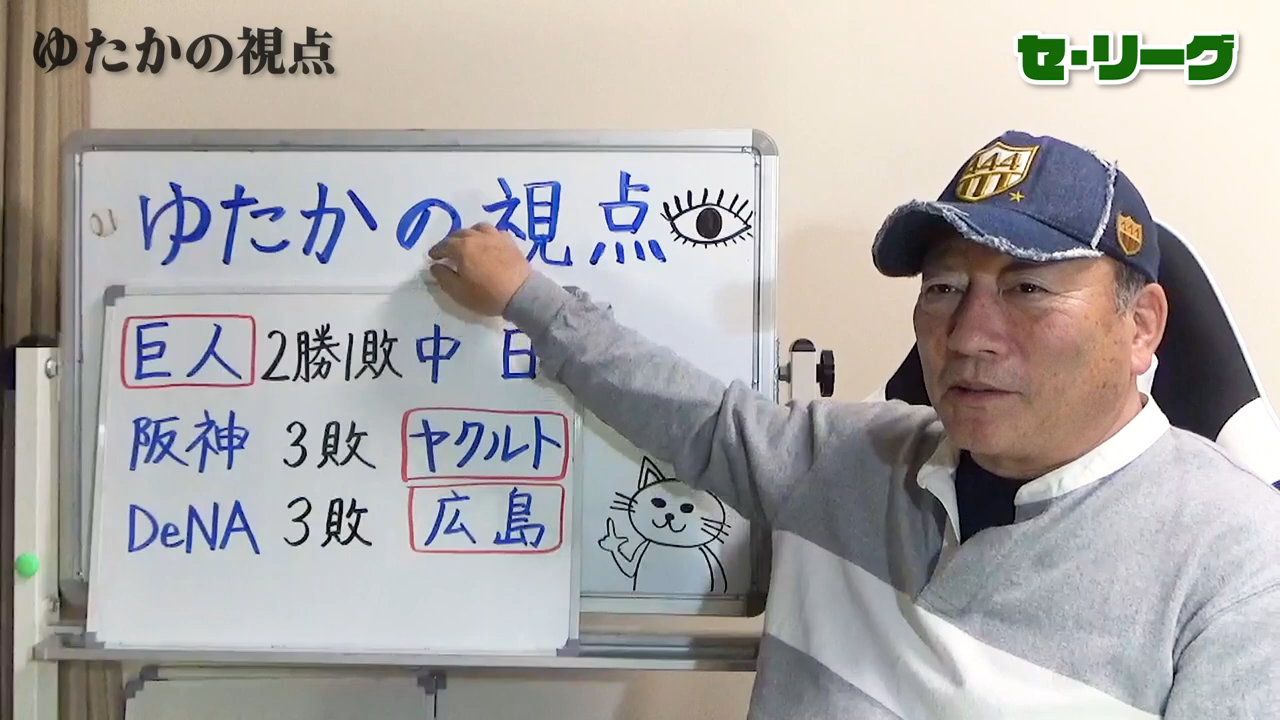 ゆたかの視点
セ・リーグ
ゆたかの視点
巨人 2勝1敗 中日
阪神 3敗 ヤクルト
DeNA 3敗 広島
444
444